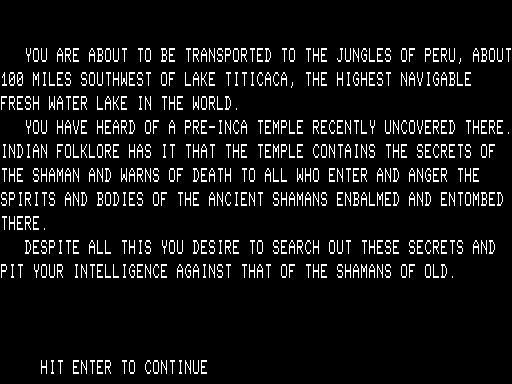 YOU ARE ABOUT TO BE TRANSPORTED TO THE JUNGLES OF PERU, ABOUT
100 MILES SOUTHWEST OF LAKE TITICACA, THE HIGHEST NAVIGABLE
FRESH WATER LAKE IN THE WORLD.
YOU HAVE HEARD OF A PRE-INCA TEMPLE RECENTLY UNCOVERED THERE.
INDIAN FOLKLORE HAS IT THAT THE TEMPLE CONTAINS THE SECRETS OF
THE SHAMAN AND WARNS OF DEATH TO ALL WHO ENTER AND ANGER THE
SPIRITS AND BODIES OF THE ANCIENT SHAMANS ENBALMED AND ENTOMBED
THERE.
DESPITE ALL THIS YOU DESIRE TO SEARCH OUT THESE SECRETS AND
PIT YOUR INTELLIGENCE AGAINST THAT OF THE SHAMANS OF OLD.
HIT ENTER TO CONTINUE